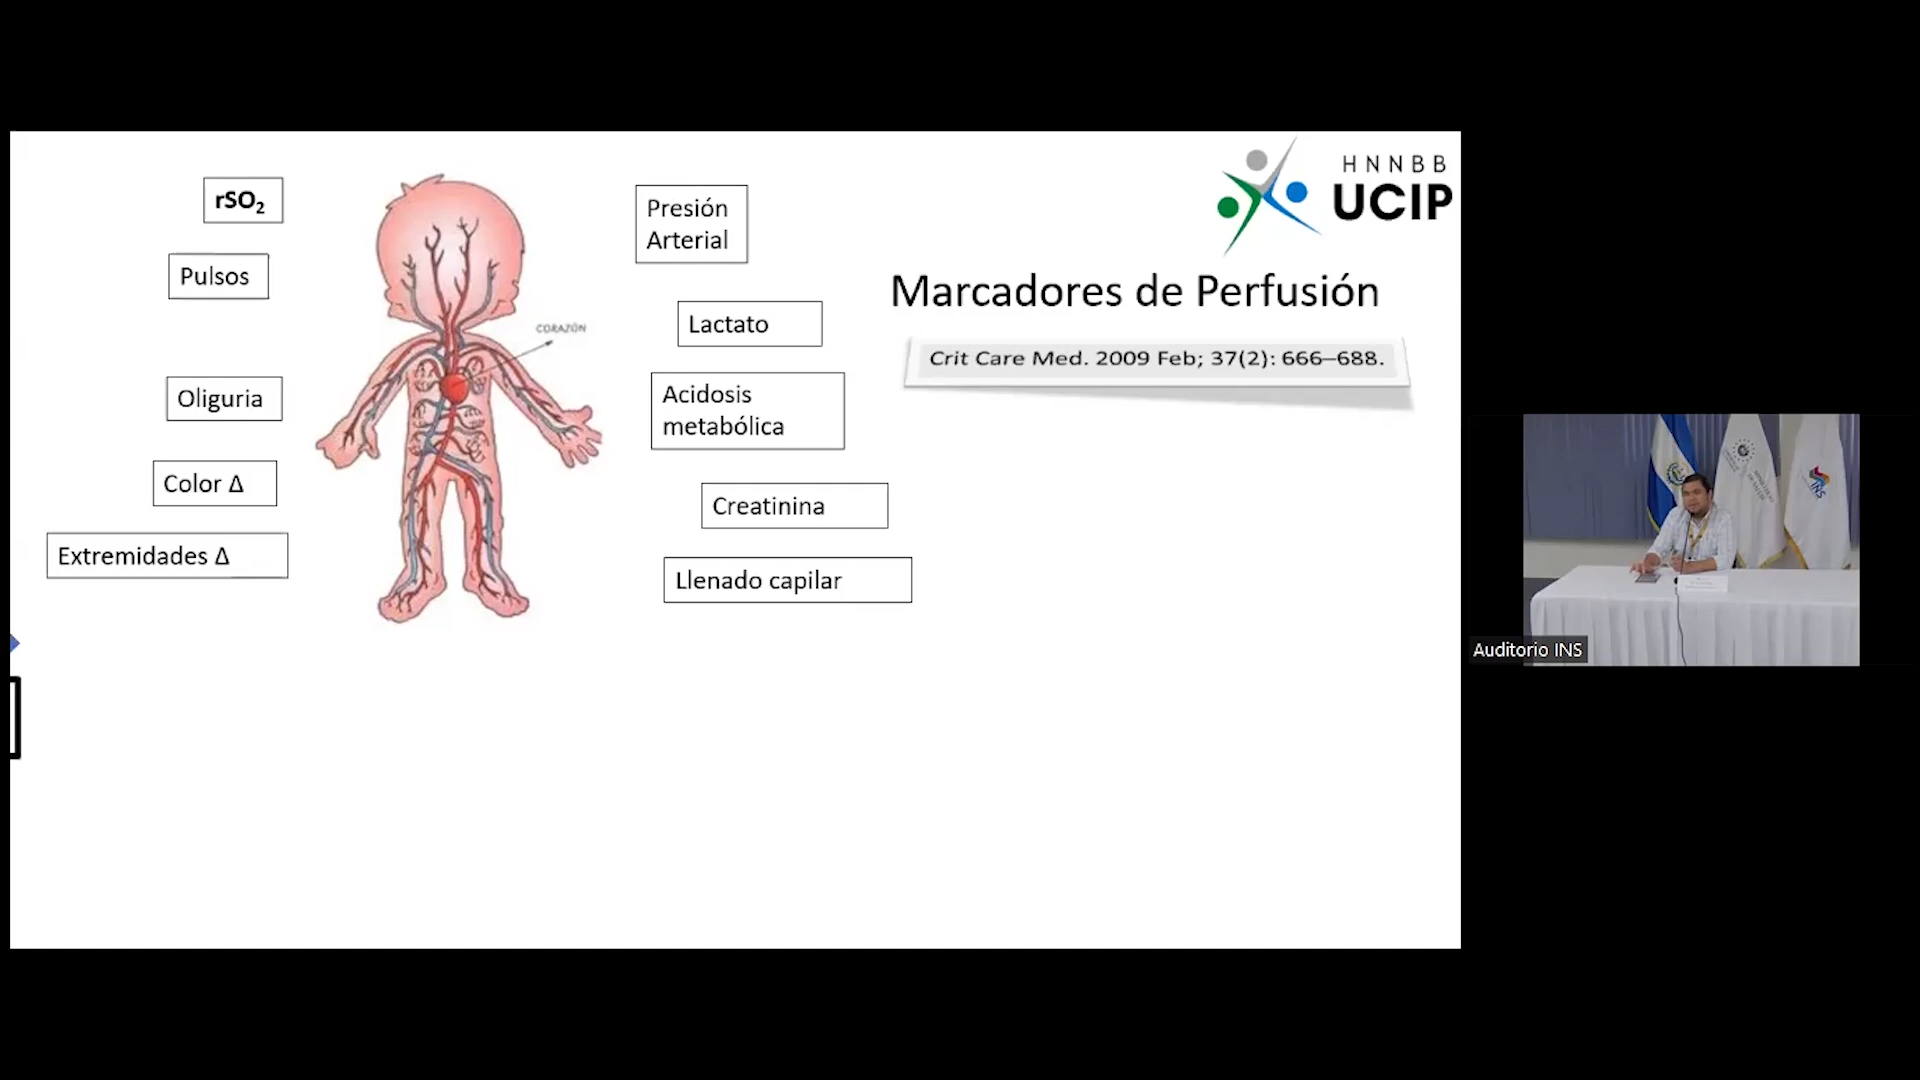 rSO₂
Pulsos
Oliguria
Color Δ
Extremidades Δ
CORAZÓN
Presión
Arterial
Lactato
Acidosis
metabólica
Creatinina
Llenado capilar
HNNBB
UCIP
Marcadores de Perfusión
Crit Care Med. 2009 Feb; 37(2): 666–688.
INS
Auditorio INS